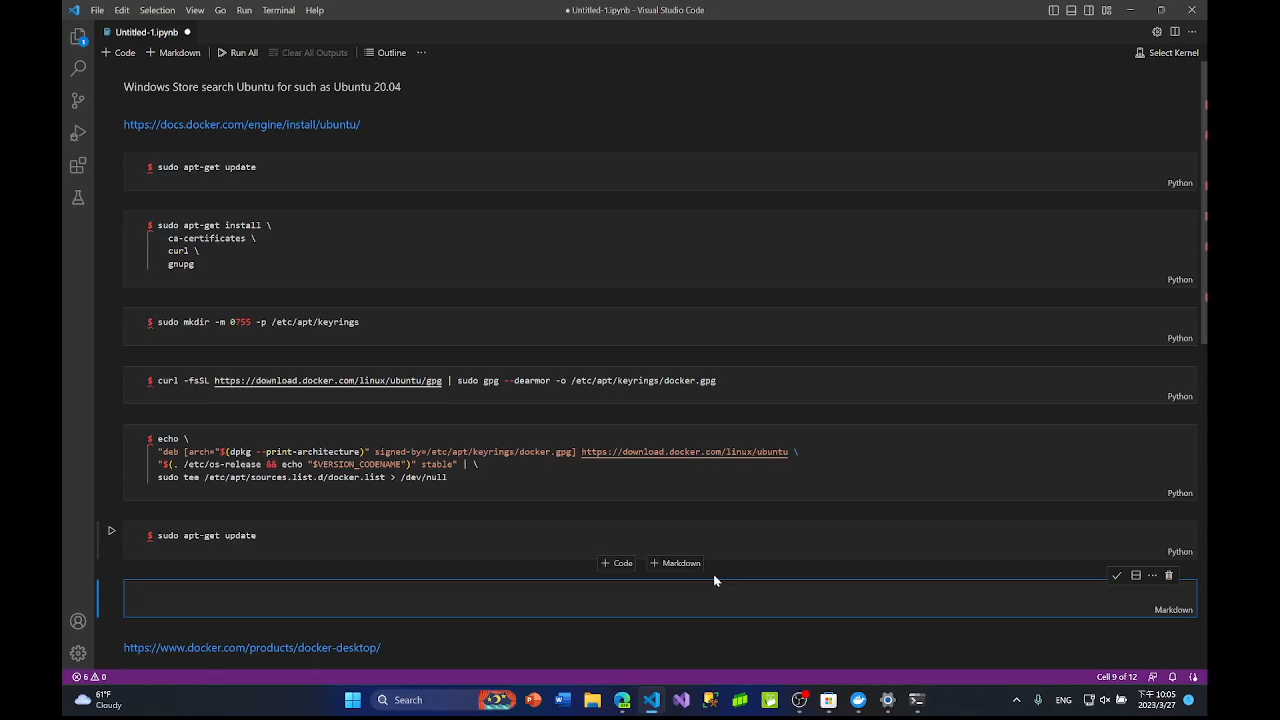 File Edit Selection View Go Run Terminal Help
● Untitled-1.ipynb - Visual Studio Code
Untitled-1.ipynb ●
+ Code + Markdown Run All Clear All Outputs Outline ···
Select Kernel
Windows Store search Ubuntu for such as Ubuntu 20.04
https://docs.docker.com/engine/install/ubuntu/
$ sudo apt-get update
Python
$ sudo apt-get install \
ca-certificates \
curl \
gnupg
Python
$ sudo mkdir -m 0755 -p /etc/apt/keyrings
Python
$ curl -fsSL https://download.docker.com/linux/ubuntu/gpg | sudo gpg --dearmor -o /etc/apt/keyrings/docker.gpg
Python
$ echo \
"deb [arch="$(dpkg --print-architecture)" signed-by=/etc/apt/keyrings/docker.gpg] https://download.docker.com/linux/ubuntu \
"$(. /etc/os-release && echo "$VERSION_CODENAME")" stable" | \
sudo tee /etc/apt/sources.list.d/docker.list > /dev/null
Python
$ sudo apt-get update
Python
+ Code + Markdown
Markdown
https://www.docker.com/products/docker-desktop/
6 0
Cell 9 of 12
61°F
Cloudy
Search
ENG
下午 10:05
2023/3/27